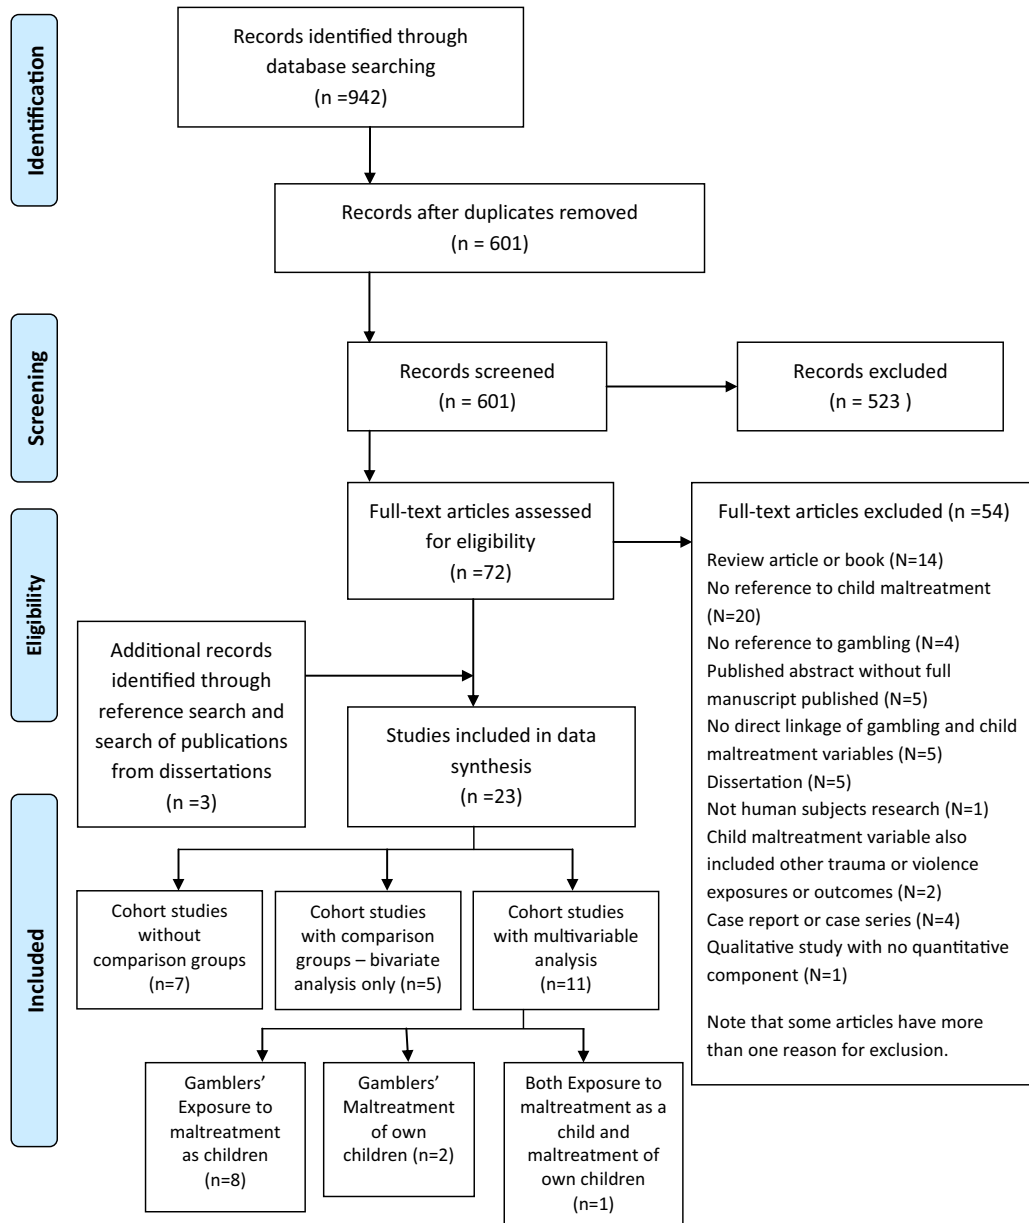 Identification
Records identified through
database searching
(n =942)
Records after duplicates removed
(n = 601)
Screening
Records screened
(n = 601)
Records excluded
(n = 523 )
Eligibility
Full-text articles assessed
for eligibility
(n =72)
Full-text articles excluded (n =54)
Review article or book (N=14)
No reference to child maltreatment
(N=20)
No reference to gambling (N=4)
Published abstract without full
manuscript published (N=5)
No direct linkage of gambling and child
maltreatment variables (N=5)
Dissertation (N=5)
Not human subjects research (N=1)
Child maltreatment variable also
included other trauma or violence
exposures or outcomes (N=2)
Case report or case series (N=4)
Qualitative study with no quantitative
component (N=1)
Note that some articles have more
than one reason for exclusion.
Additional records
identified through
reference search and
search of publications
from dissertations
(n =3)
Studies included in data
synthesis
(n =23)
Included
Cohort studies
without
comparison groups
(n=7)
Cohort studies
with comparison
groups – bivariate
analysis only (n=5)
Cohort studies
with multivariable
analysis
(n=11)
Gamblers’
Exposure to
maltreatment
as children
(n=8)
Gamblers’
Maltreatment
of own
children (n=2)
Both Exposure to
maltreatment as a
child and
maltreatment of
own children
(n=1)